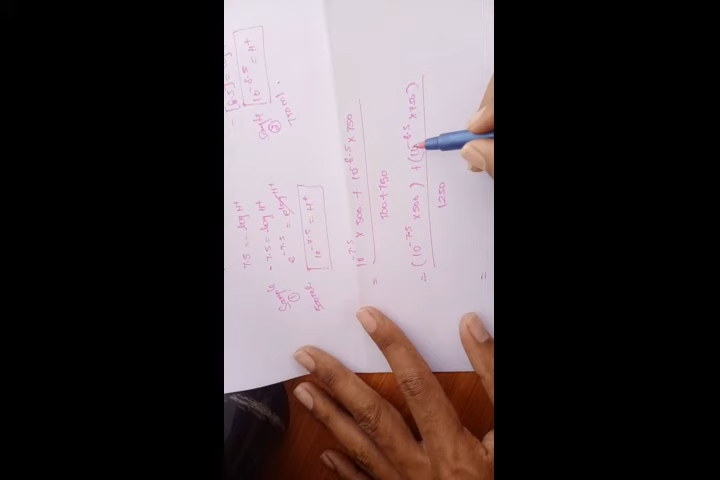 7.5 = -log H+
Sample ① - 7.5 = log H+
e^-7.5 = e^log H+
500 ml. 10^-7.5 = H+
Sample ② 10^-8.5 = H+
750 ml.
= 10^-7.5 × 500 + 10^-8.5 × 750
500 + 750
= (10^-7.5 × 500) + (10^-8.5 × 750)
1250
=